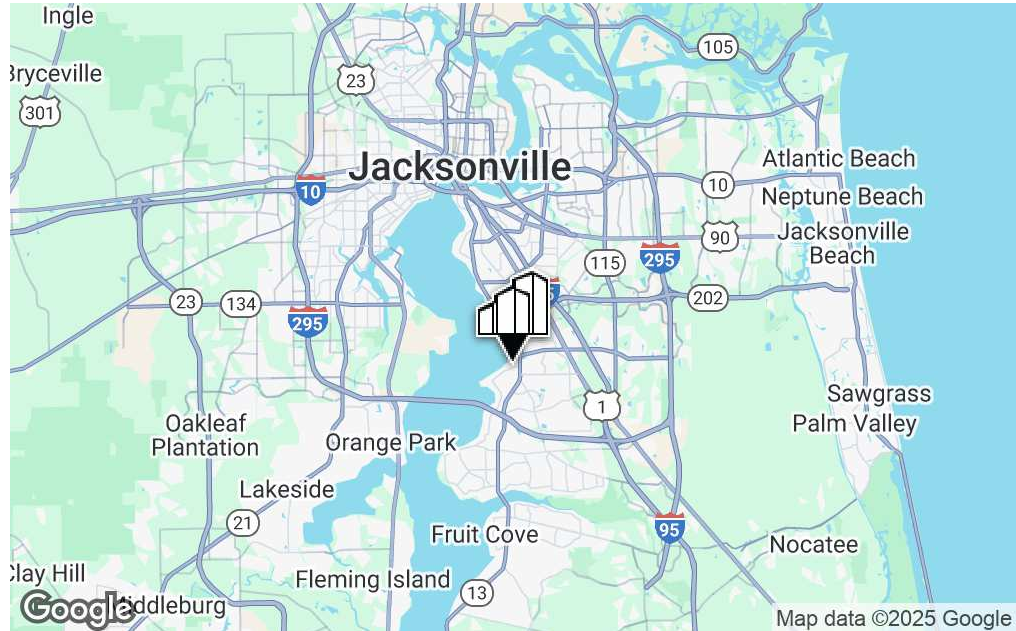 Ingle
105
Bryceville
23
301
Jacksonville
Atlantic Beach
10
10
Neptune Beach
90
Jacksonville
Beach
115
295
23
134
202
295
1
Sawgrass
Palm Valley
Oakleaf
Plantation
Orange Park
Lakeside
21
95
Fruit Cove
Nocatee
Clay Hill
Fleming Island
13
Google
Middleburg
Map data ©2025 Google